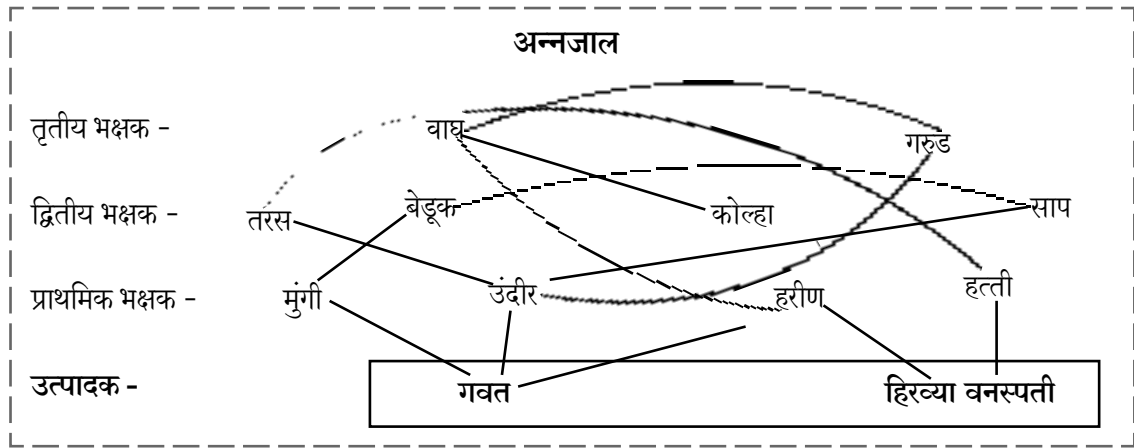 अन्नजाल
तृतीय भक्षक - वाघ गरुड
द्वितीय भक्षक - तरस बेडूक कोल्हा साप
प्राथमिक भक्षक - मुंगी उंदीर हरीण हत्ती
उत्पादक - गवत हिरव्या वनस्पती